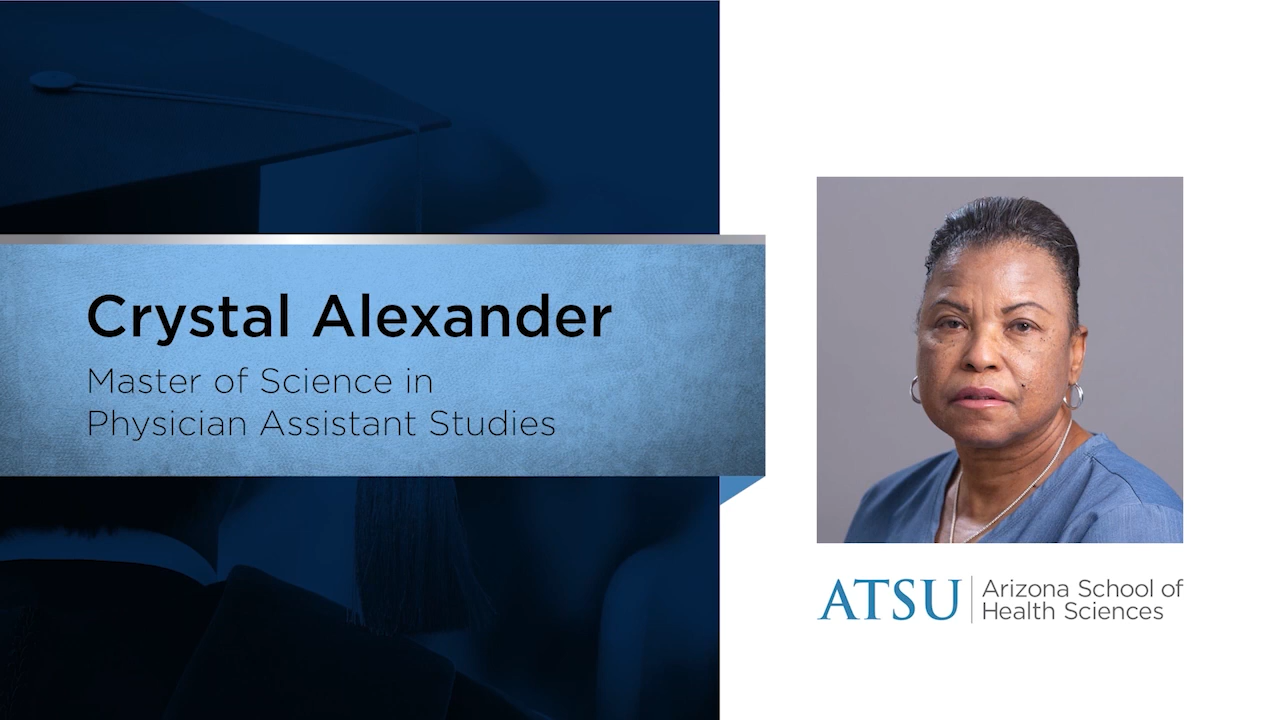 Crystal Alexander
Master of Science in
Physician Assistant Studies
ATSU
Arizona School of
Health Sciences